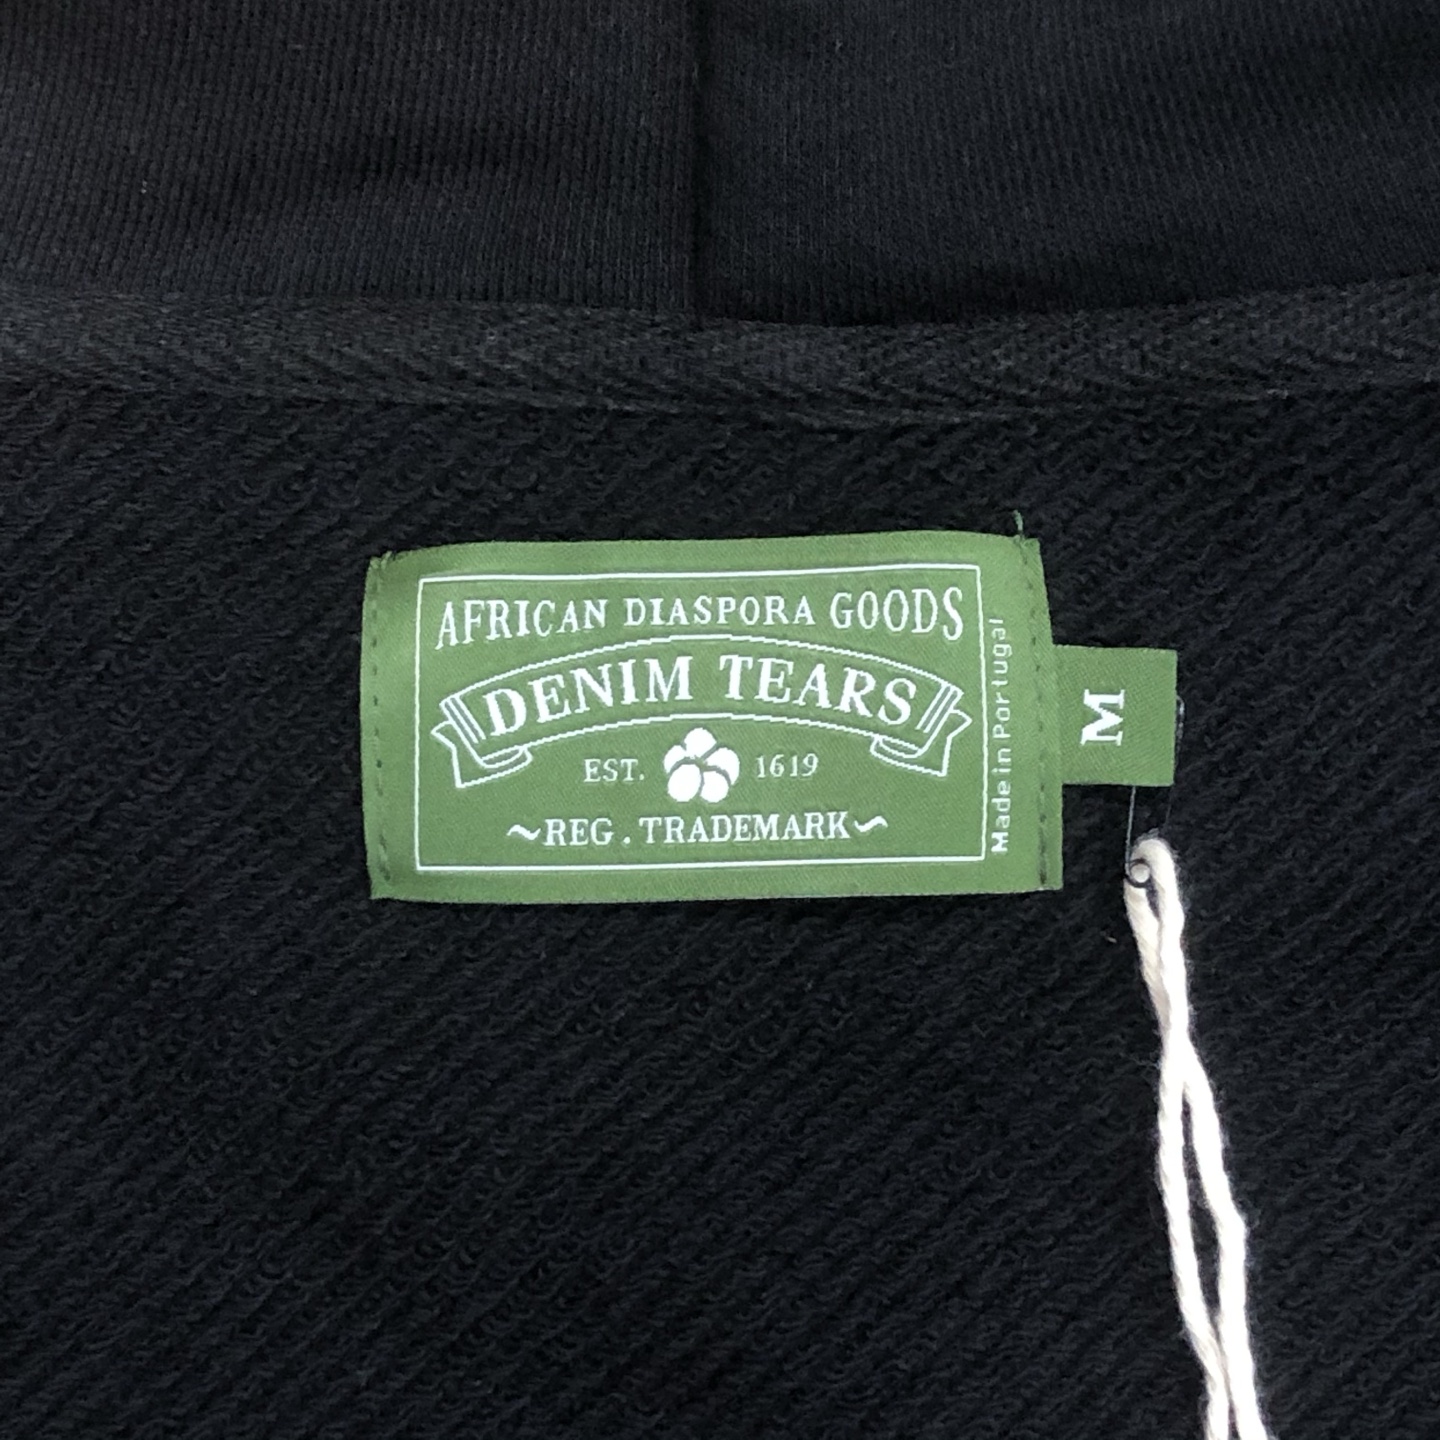 AFRICAN DIASPORA GOODS
DENIM TEARS
EST. 1619
~REG. TRADEMARK~
Made in Portugal
M